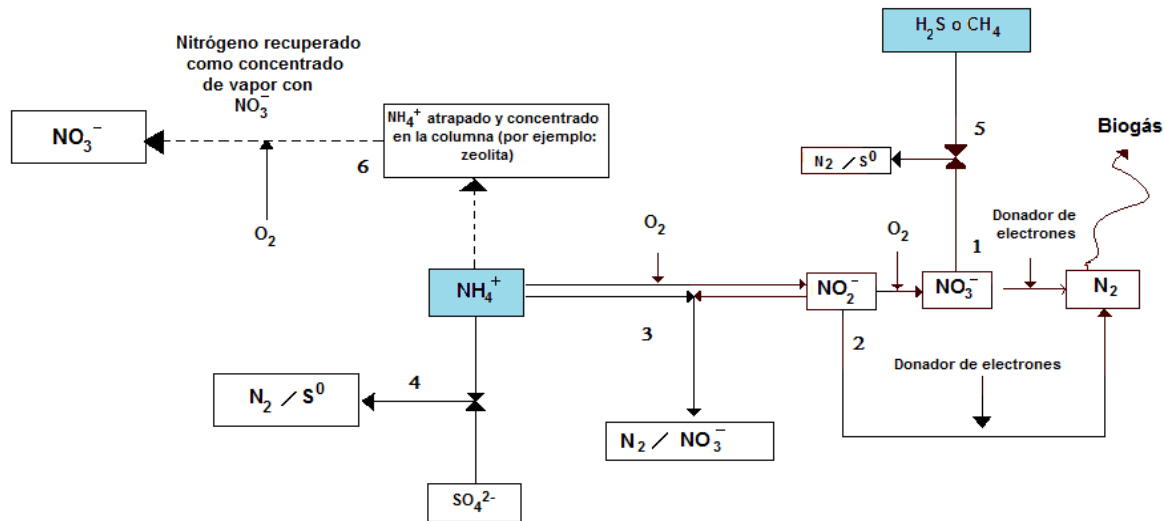 H₂S o CH₄
Nitrógeno recuperado
como concentrado
de vapor con
NO₃⁻
NO₃⁻
NH₄⁺ atrapado y concentrado
en la columna (por ejemplo:
zeolita)
6
O₂
5
N₂ / S⁰
Biogás
Donador de
electrones
O₂
O₂
1
NH₄⁺
NO₂⁻
NO₃⁻
N₂
3
2
Donador de electrones
4
N₂ / S⁰
N₂ / NO₃⁻
SO₄²⁻